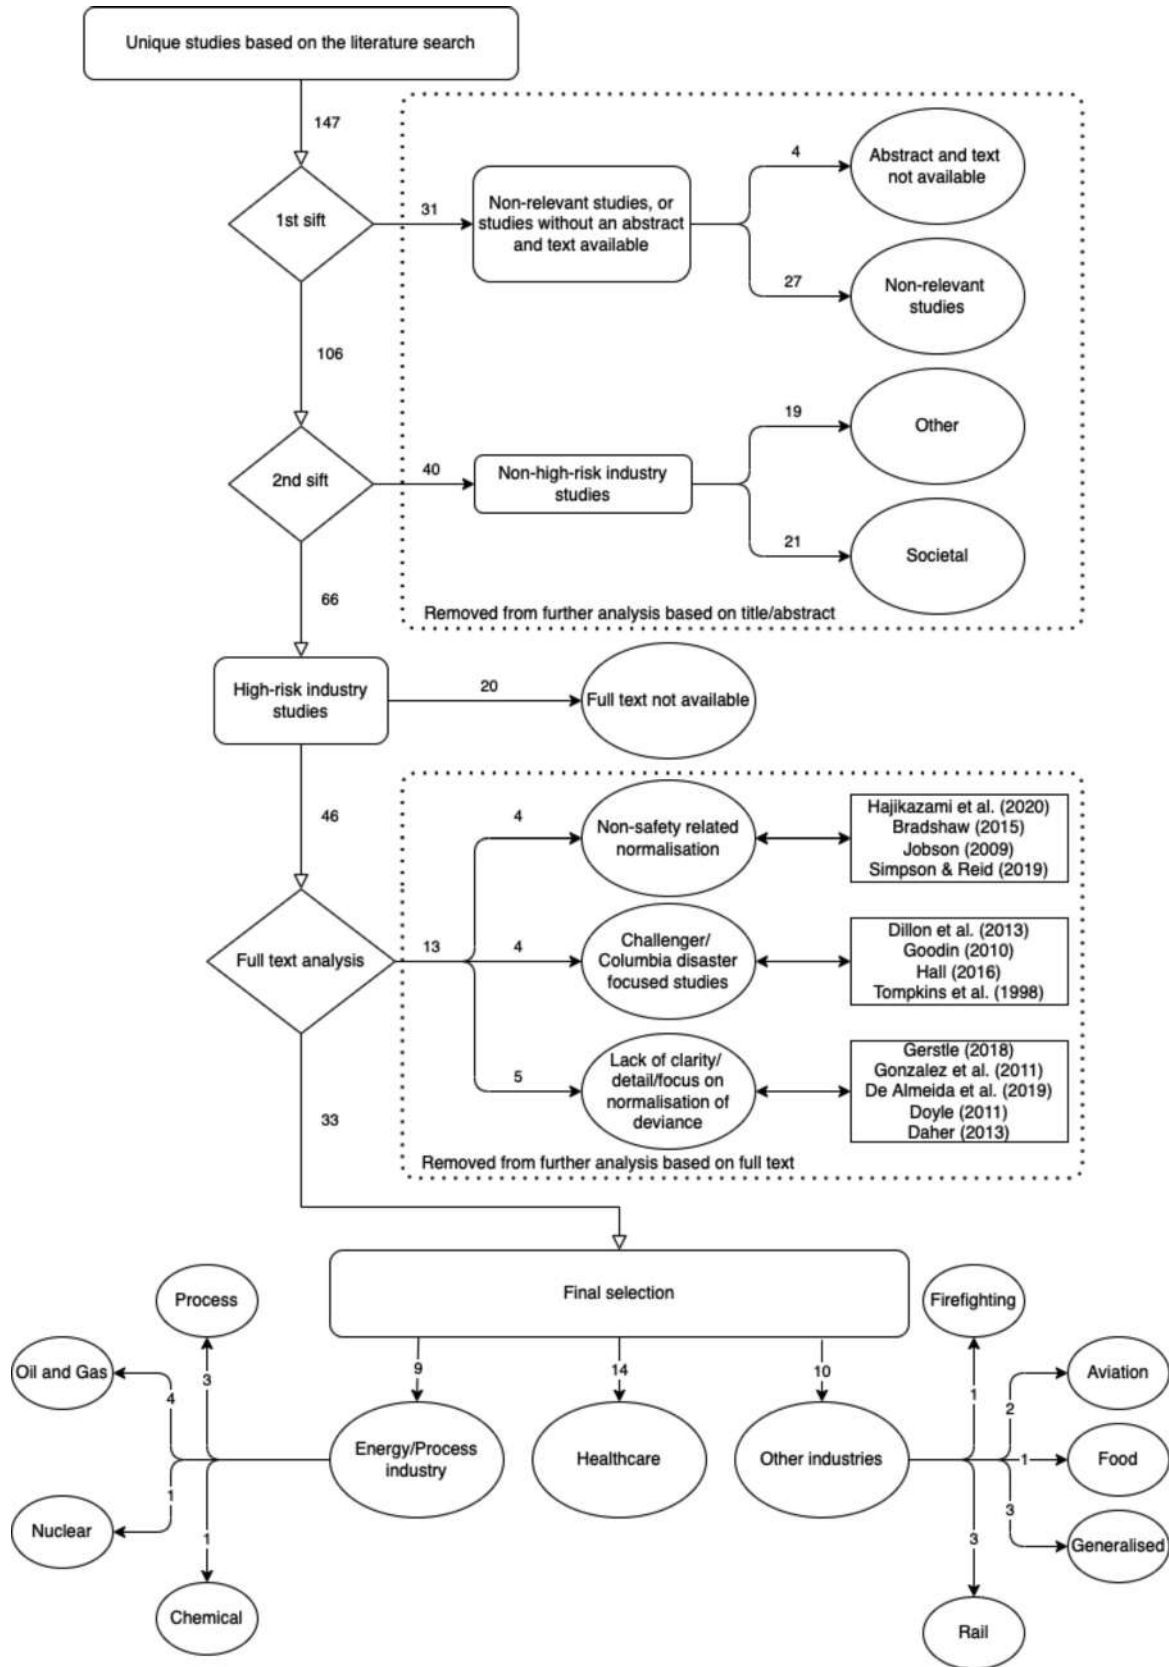 Unique studies based on the literature search
147
1st sift
31
Non-relevant studies, or
studies without an abstract
and text available
4
Abstract and text
not available
27
Non-relevant
studies
106
2nd sift
40
Non-high-risk industry
studies
19
Other
21
Societal
Removed from further analysis based on title/abstract
66
High-risk industry
studies
20
Full text not available
46
Full text analysis
13
4
Non-safety related
normalisation
Hajikazami et al. (2020)
Bradshaw (2015)
Jobson (2009)
Simpson & Reid (2019)
4
Challenger/
Columbia disaster
focused studies
Dillon et al. (2013)
Goodin (2010)
Hall (2016)
Tompkins et al. (1998)
5
Lack of clarity/
detail/focus on
normalisation of
deviance
Gerstle (2018)
Gonzalez et al. (2011)
De Almeida et al. (2019)
Doyle (2011)
Daher (2013)
Removed from further analysis based on full text
33
Final selection
9
Energy/Process
industry
3
Process
4
Oil and Gas
1
Nuclear
1
Chemical
14
Healthcare
10
Other industries
1
Firefighting
2
Aviation
1
Food
3
Generalised
3
Rail